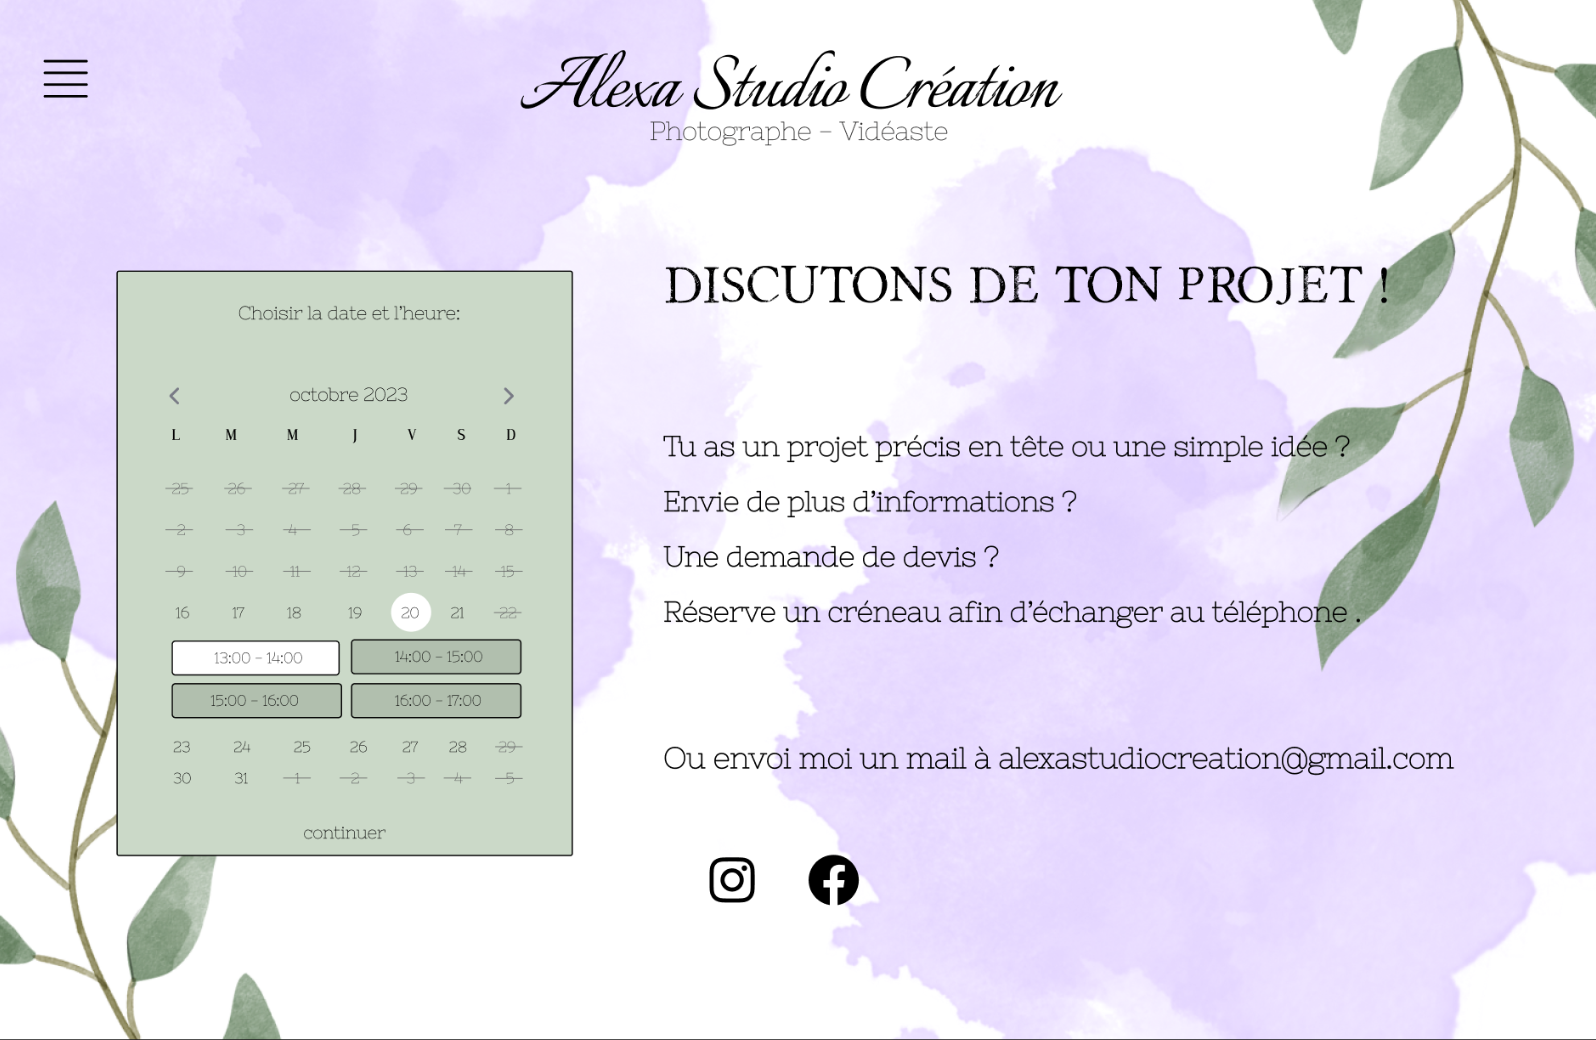 Alexa Studio Création
Photographe - Vidéaste
DISCUTONS DE TON PROJET !
Choisir la date et l'heure:
octobre 2023
L M M J V S D
25 26 27 28 29 30 1
2 3 4 5 6 7 8
9 10 11 12 13 14 15
16 17 18 19 20 21 22
13:00 - 14:00 14:00 - 15:00
15:00 - 16:00 16:00 - 17:00
23 24 25 26 27 28 29
30 31 1 2 3 4 5
continuer
Tu as un projet précis en tête ou une simple idée ?
Envie de plus d'informations ?
Une demande de devis ?
Réserve un créneau afin d'échanger au téléphone .
Ou envoi moi un mail à alexastudiocreation@gmail.com